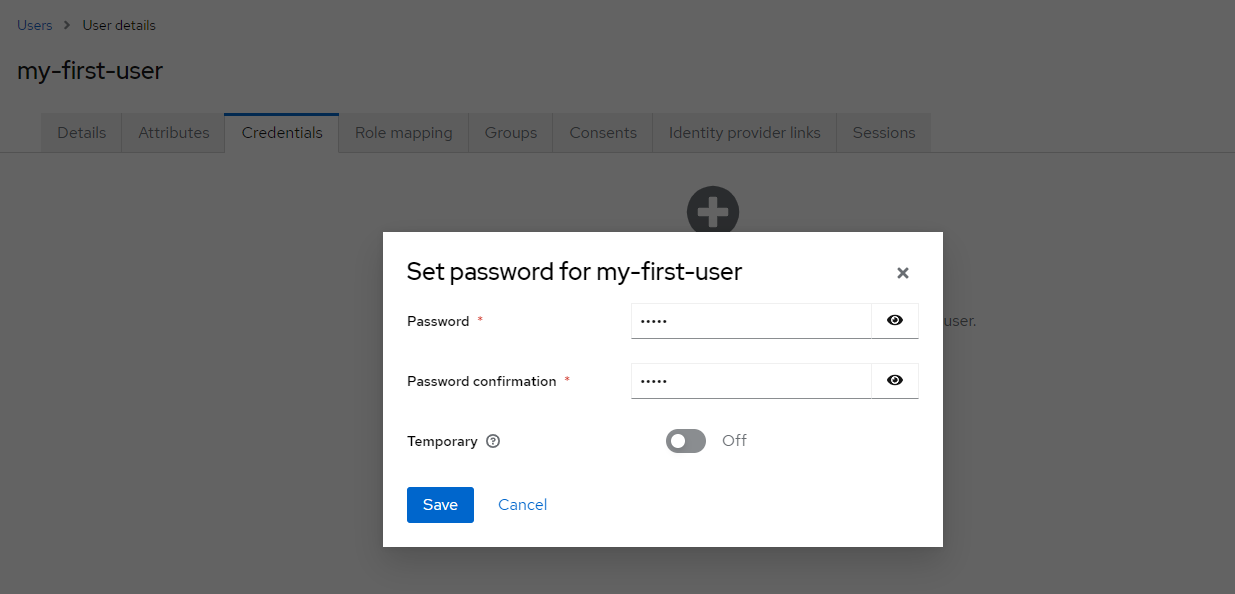 Users > User details
my-first-user
Details Attributes Credentials Role mapping Groups Consents Identity provider links Sessions
Set password for my-first-user ×
Password * •••••
user.
Password confirmation * •••••
Temporary ? Off
Save Cancel